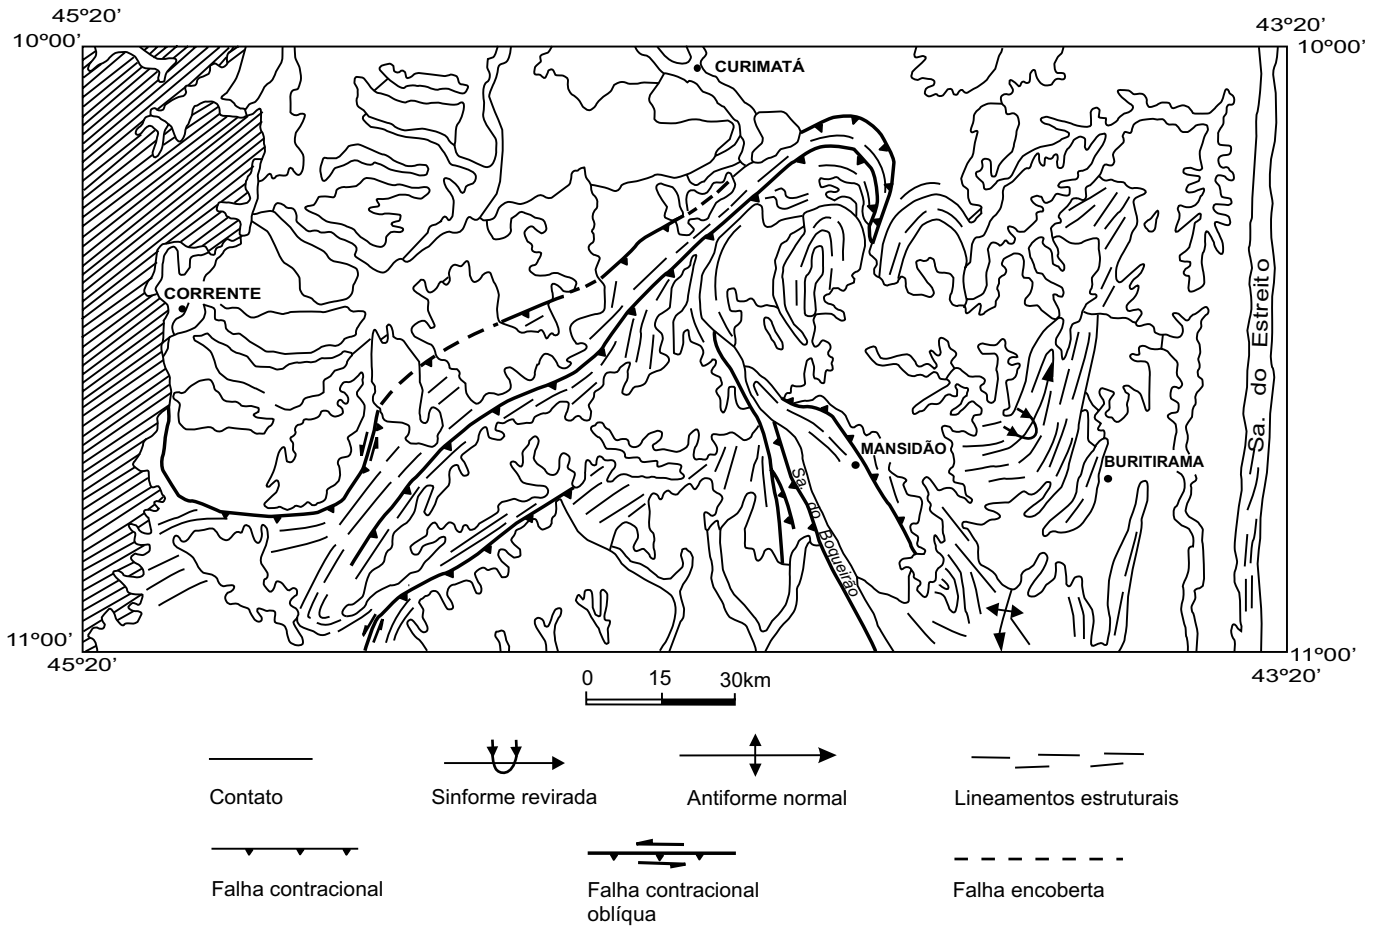 45º20’
43º20’
10º00’
10º00’
CURIMATÁ
CORRENTE
Sa. do Estreito
MANSIDÃO
BURITIRAMA
Sa. do Boqueirão
11º00’
11º00’
45º20’
43º20’
0 15 30km
Contato
Sinforme revirada
Antiforme normal
Lineamentos estruturais
Falha contracional
Falha contracional
oblíqua
Falha encoberta